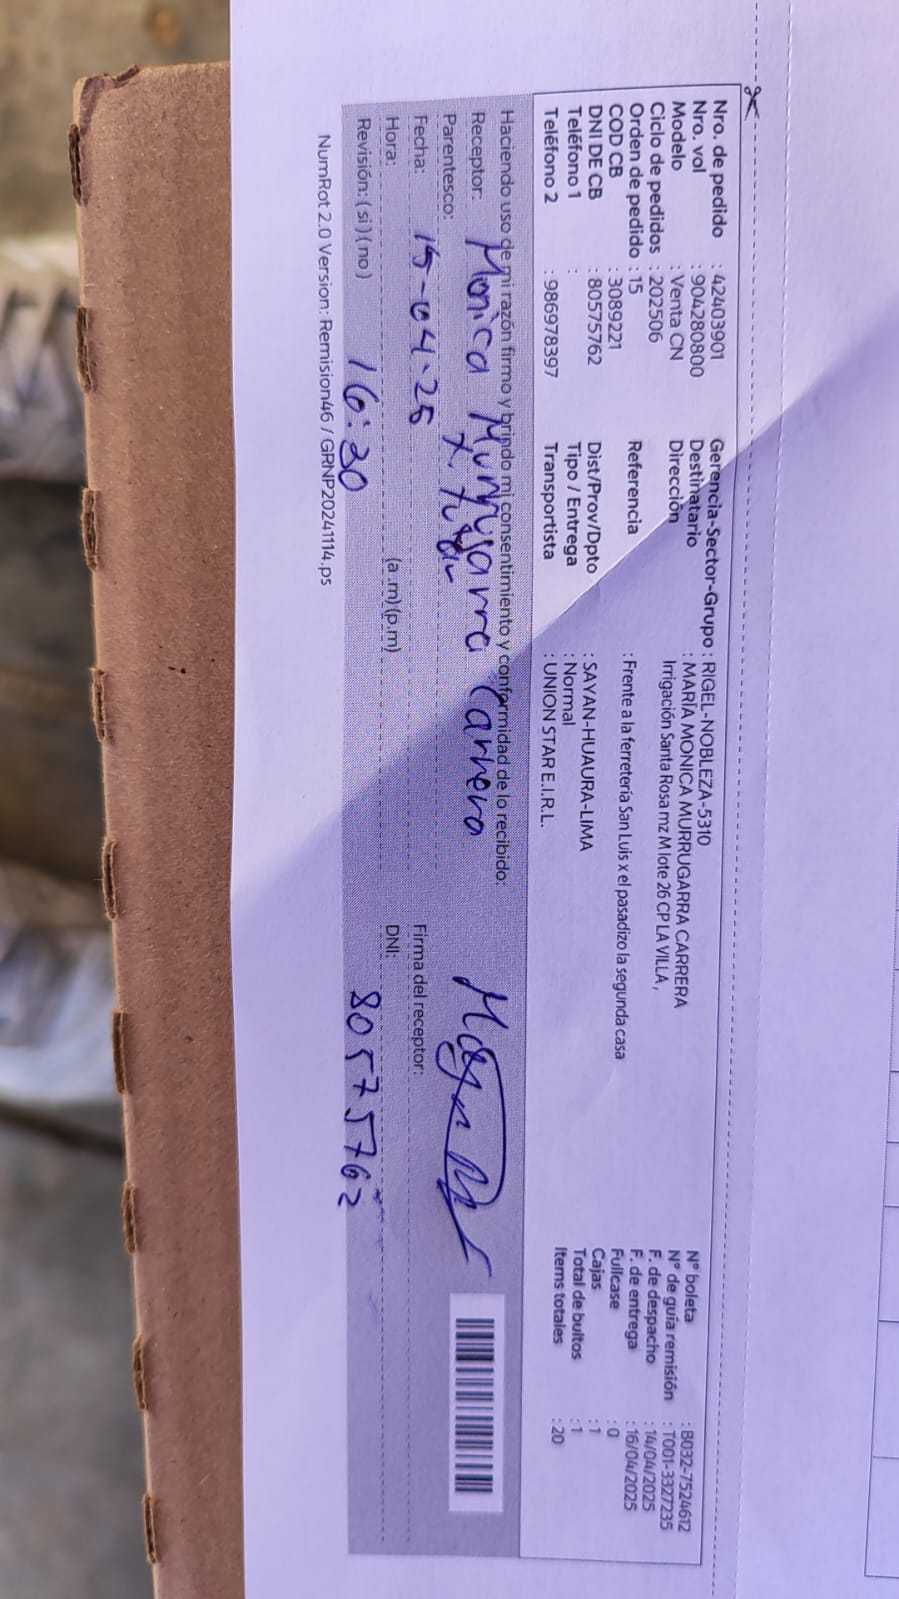 Nro. de pedido : 42403901
Nro. vol : 904280800
Modelo : Venta CN
Ciclo de pedidos : 202506
Orden de pedido : 15
COD CB : 3089221
DNI DE CB : 80575762
Teléfono 1 :
Teléfono 2 : 986978397
Gerencia-Sector-Grupo : RIGEL-NOBLEZA-5310
Destinatario : MARIA MONICA MURRUGARRA CARRERA
Dirección Irrigación Santa Rosa mz M lote 26 CP LA VILLA ,
Referencia : Frente a la ferreteria San Luis x el pasadizo la segunda casa
Dist/Prov/Dpto : SAYAN-HUAURA-LIMA
Tipo / Entrega : Normal
Transportista : UNION STAR E.I.R.L.
N° boleta : B032-7524612
N° de guia remisión : T001-3327235
F. de despacho : 14/04/2025
F. de entrega : 16/04/2025
Fullcase : 0
Cajas : 1
Total de bultos : 1
Items totales : 20
Haciendo uso de mi razón firmo y brindo mi consentimiento y conformidad de lo recibido:
Receptor: Monica Murrugarra Carrera
Parentesco:
Fecha: 15-04-25
Hora: 16:30 (a .m) (p.m)
Revisión: ( si ) ( no )
Firma del receptor:
DNI: 80575762
NumRot 2.0 Version: Remision46 / GRNP20241114.ps